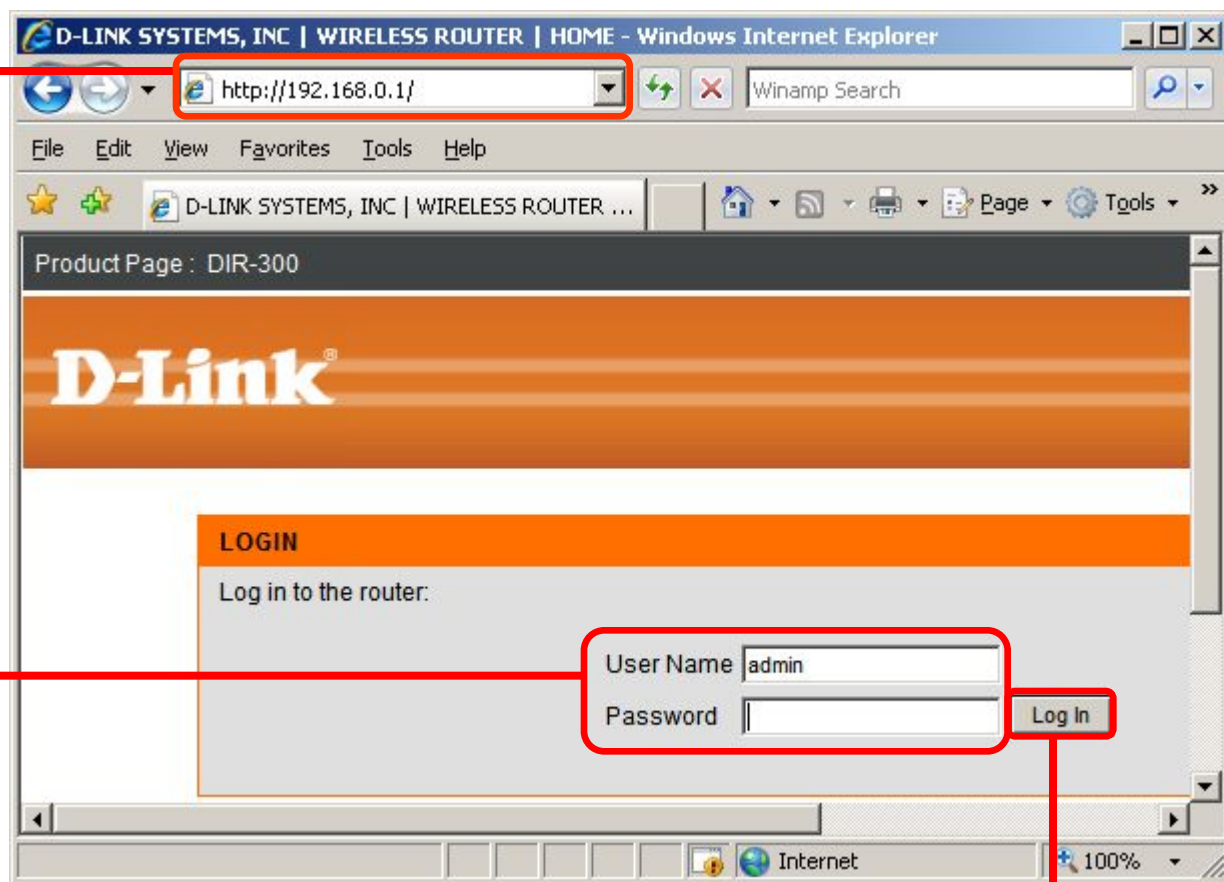 D-LINK SYSTEMS, INC | WIRELESS ROUTER | HOME - Windows Internet Explorer
http://192.168.0.1/
Winamp Search
File Edit View Favorites Tools Help
D-LINK SYSTEMS, INC | WIRELESS ROUTER ...
Page
Tools
»
Product Page : DIR-300
D-Link®
LOGIN
Log in to the router:
User Name admin
Password
Log In
Internet
100%